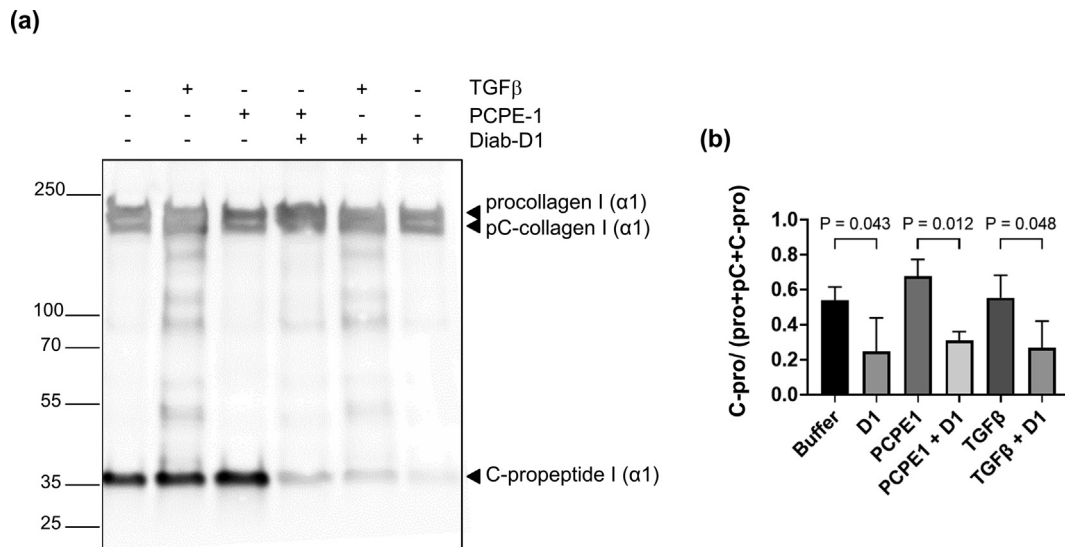 (a)
- + - - + - TGFβ
- - + + - - PCPE-1
- - - + + + Diab-D1
250
100
70
55
35
25
procollagen I (α1)
pC-collagen I (α1)
C-propeptide I (α1)
(b)
C-pro/ (pro+pC+C-pro)
1.0
0.8
0.6
0.4
0.2
0.0
P = 0.043 P = 0.012 P = 0.048
Buffer
D1
PCPE1
PCPE1 + D1
TGFβ
TGFβ + D1